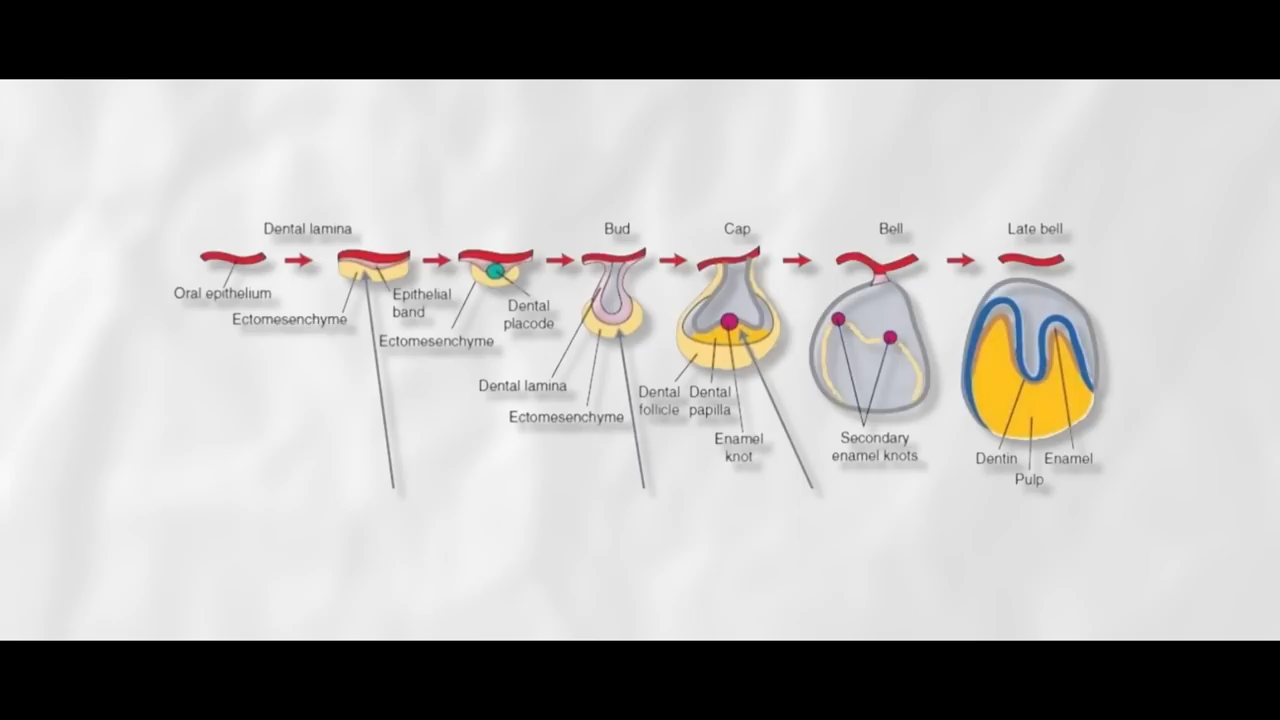 Dental lamina
Bud
Cap
Bell
Late bell
Oral epithelium
Ectomesenchyme
Epithelial
band
Ectomesenchyme
Dental
placode
Dental lamina
Ectomesenchyme
Dental
follicle
Dental
papilla
Enamel
knot
Secondary
enamel knots
Dentin
Pulp
Enamel